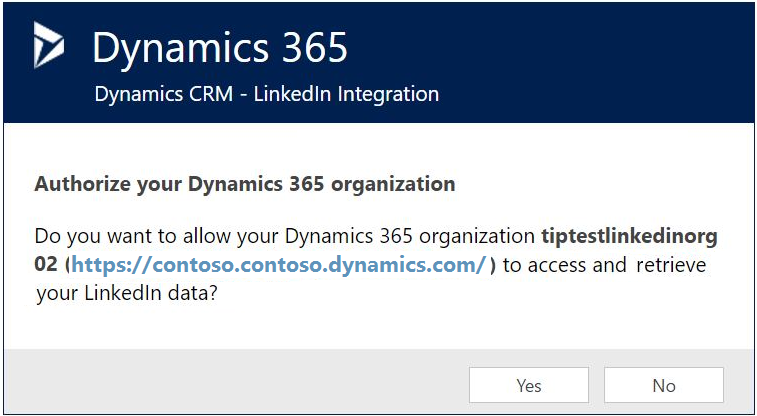 Dynamics 365
Dynamics CRM - LinkedIn Integration
Authorize your Dynamics 365 organization
Do you want to allow your Dynamics 365 organization tiptestlinkedinorg
02 (https://contoso.contoso.dynamics.com/ ) to access and retrieve
your LinkedIn data?
Yes
No